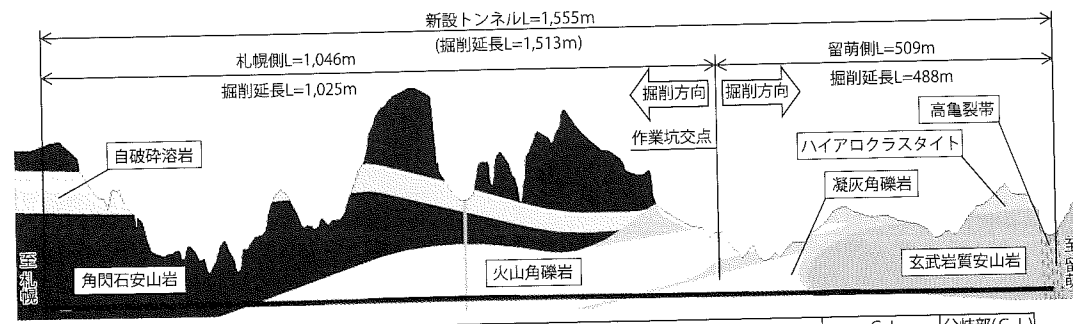 新設トンネルL=1,555m
(掘削延長L=1,513m)
札幌側L=1,046m
留萌側L=509m
掘削延長L=1,025m
掘削方向
掘削方向
掘削延長L=488m
高亀裂帯
自破砕溶岩
作業坑交点
ハイアロクラスタイト
凝灰角礫岩
至札幌
角閃石安山岩
火山角礫岩
玄武岩質安山岩
至留萌